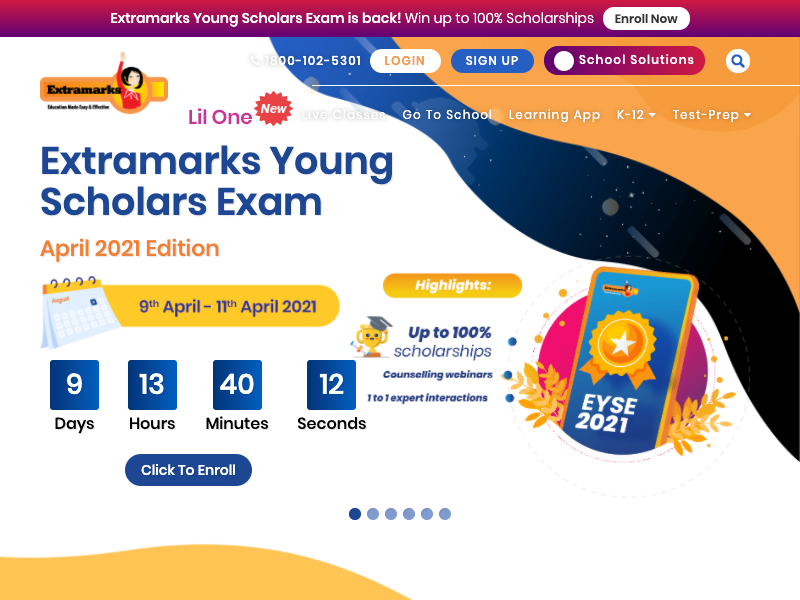 Extramarks Young Scholars Exam is back! Win up to 100% Scholarships Enroll Now
1800-102-5301 LOGIN SIGN UP School Solutions
Extramarks
Education Made Easy & Effective
Lil One New Live Classes Go To School Learning App K-12 Test-Prep
Extramarks Young
Scholars Exam
April 2021 Edition
August
9th April - 11th April 2021
Highlights:
Up to 100%
scholarships
Counselling webinars
1 to 1 expert interactions
9 13 40 12
Days Hours Minutes Seconds
Click To Enroll
EYSE
2021